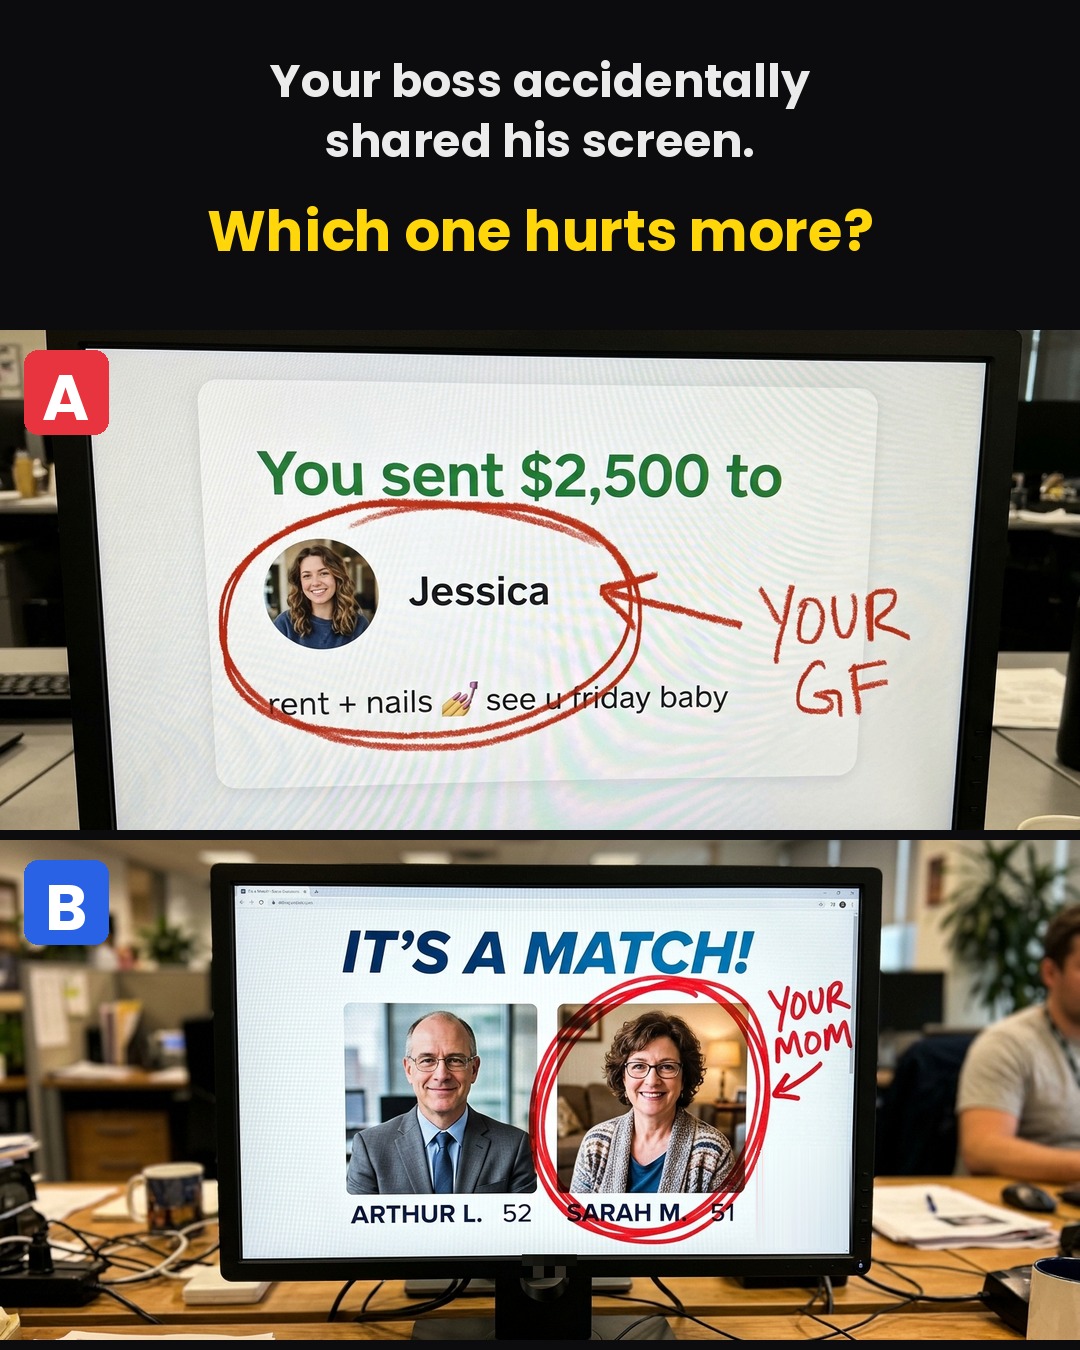 Your boss accidentally
shared his screen.
Which one hurts more?
A
You sent $2,500 to
Jessica
YOUR
GF
rent + nails 💅 see u friday baby
B
IT'S A MATCH!
YOUR
MOM
ARTHUR L. 52
SARAH M. 51